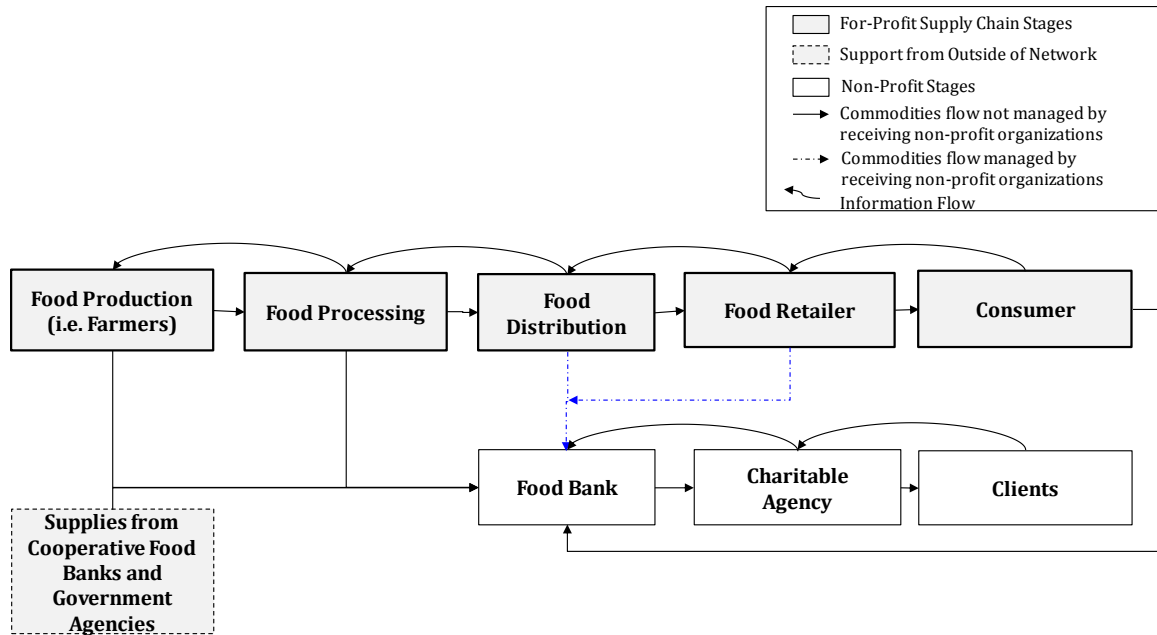 For-Profit Supply Chain Stages
Support from Outside of Network
Non-Profit Stages
Commodities flow not managed by
receiving non-profit organizations
Commodities flow managed by
receiving non-profit organizations
Information Flow
Food Production
(i.e. Farmers)
Food Processing
Food
Distribution
Food Retailer
Consumer
Food Bank
Charitable
Agency
Clients
Supplies from
Cooperative Food
Banks and
Government
Agencies